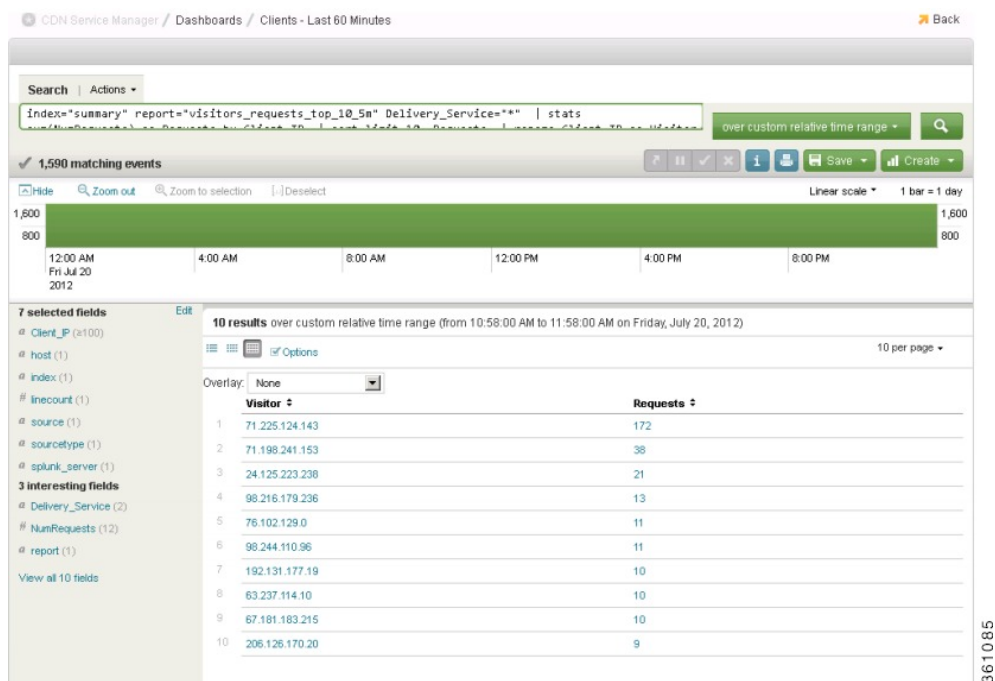 CDN Service Manager / Dashboards / Clients - Last 60 Minutes
Back
Search | Actions
index="summary" report="visitors_requests_top_10_5m" Delivery_Service="*" | stats
over custom relative time range
1,590 matching events
Save
Create
Hide Zoom out Zoom to selection Deselect
Linear scale 1 bar = 1 day
1,600 1,600
800 800
12:00 AM 4:00 AM 8:00 AM 12:00 PM 4:00 PM 8:00 PM
Fri Jul 20
2012
7 selected fields Edit
a Client_IP (≥100)
a host (1)
a index (1)
# linecount (1)
a source (1)
a sourcetype (1)
a splunk_server (1)
3 interesting fields
a Delivery_Service (2)
# NumRequests (12)
a report (1)
View all 10 fields
10 results over custom relative time range (from 10:58:00 AM to 11:58:00 AM on Friday, July 20, 2012)
Options
10 per page
Overlay: None
Visitor Requests
1 71.225.124.143 172
2 71.198.241.153 38
3 24.125.223.238 21
4 98.216.179.236 13
5 76.102.129.0 11
6 98.244.110.96 11
7 192.131.177.19 10
8 63.237.114.10 10
9 67.181.183.215 10
10 206.126.170.20 9
361085